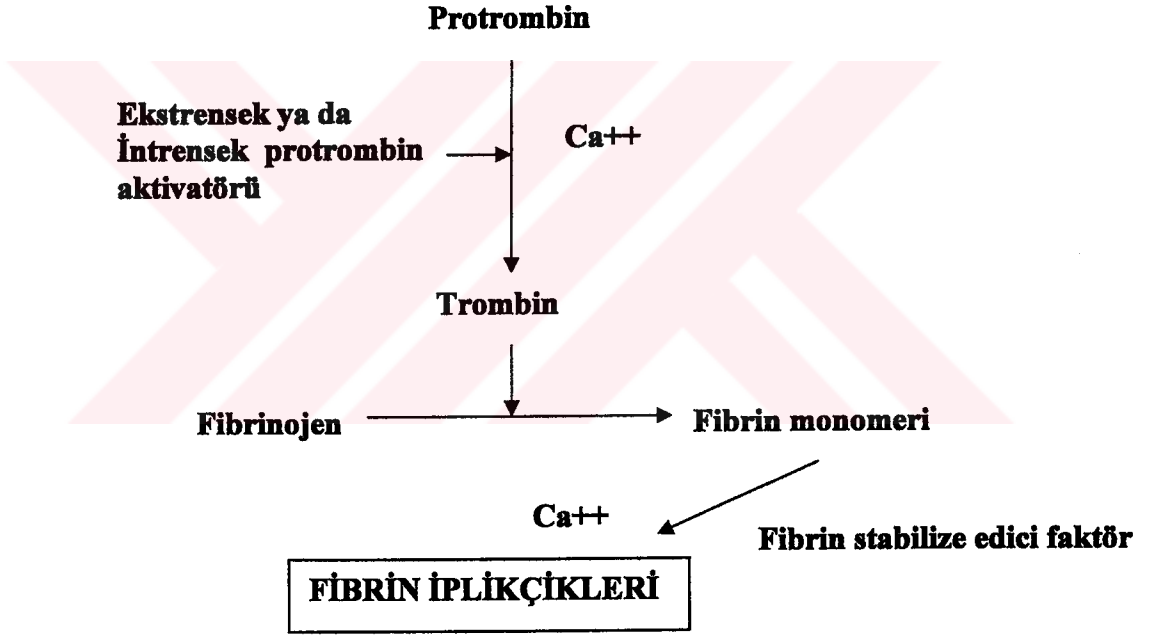 Protrombin
Ekstrensek ya da
İntrensek protrombin
aktivatörü
Ca++
Trombin
Fibrinojen
Fibrin monomeri
Ca++
Fibrin stabilize edici faktör
FİBRİN İPLİKÇİKLERİ